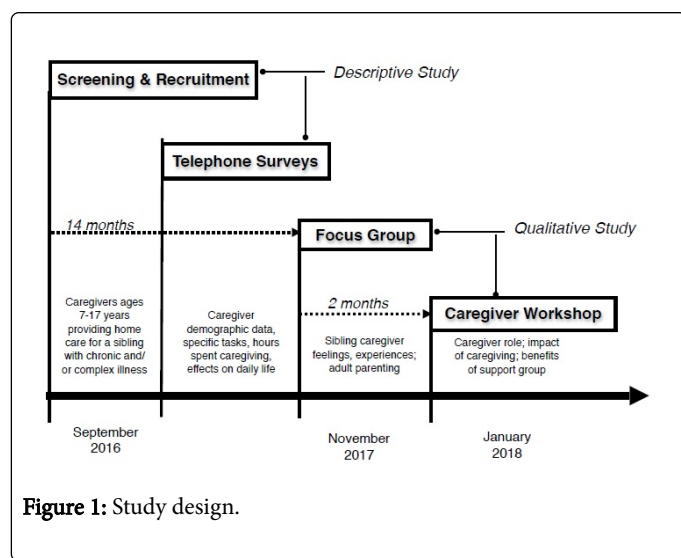 Screening & Recruitment
Descriptive Study
Telephone Surveys
14 months
Focus Group
Qualitative Study
2 months
Caregiver Workshop
Caregivers ages
7-17 years
providing home
care for a sibling
with chronic and/
or complex illness
Caregiver
demographic data,
specific tasks, hours
spent caregiving,
effects on daily life
Sibling caregiver
feelings, experiences;
adult parenting
Caregiver role; impact
of caregiving; benefits
of support group
September
2016
November
2017
January
2018
Figure 1: Study design.